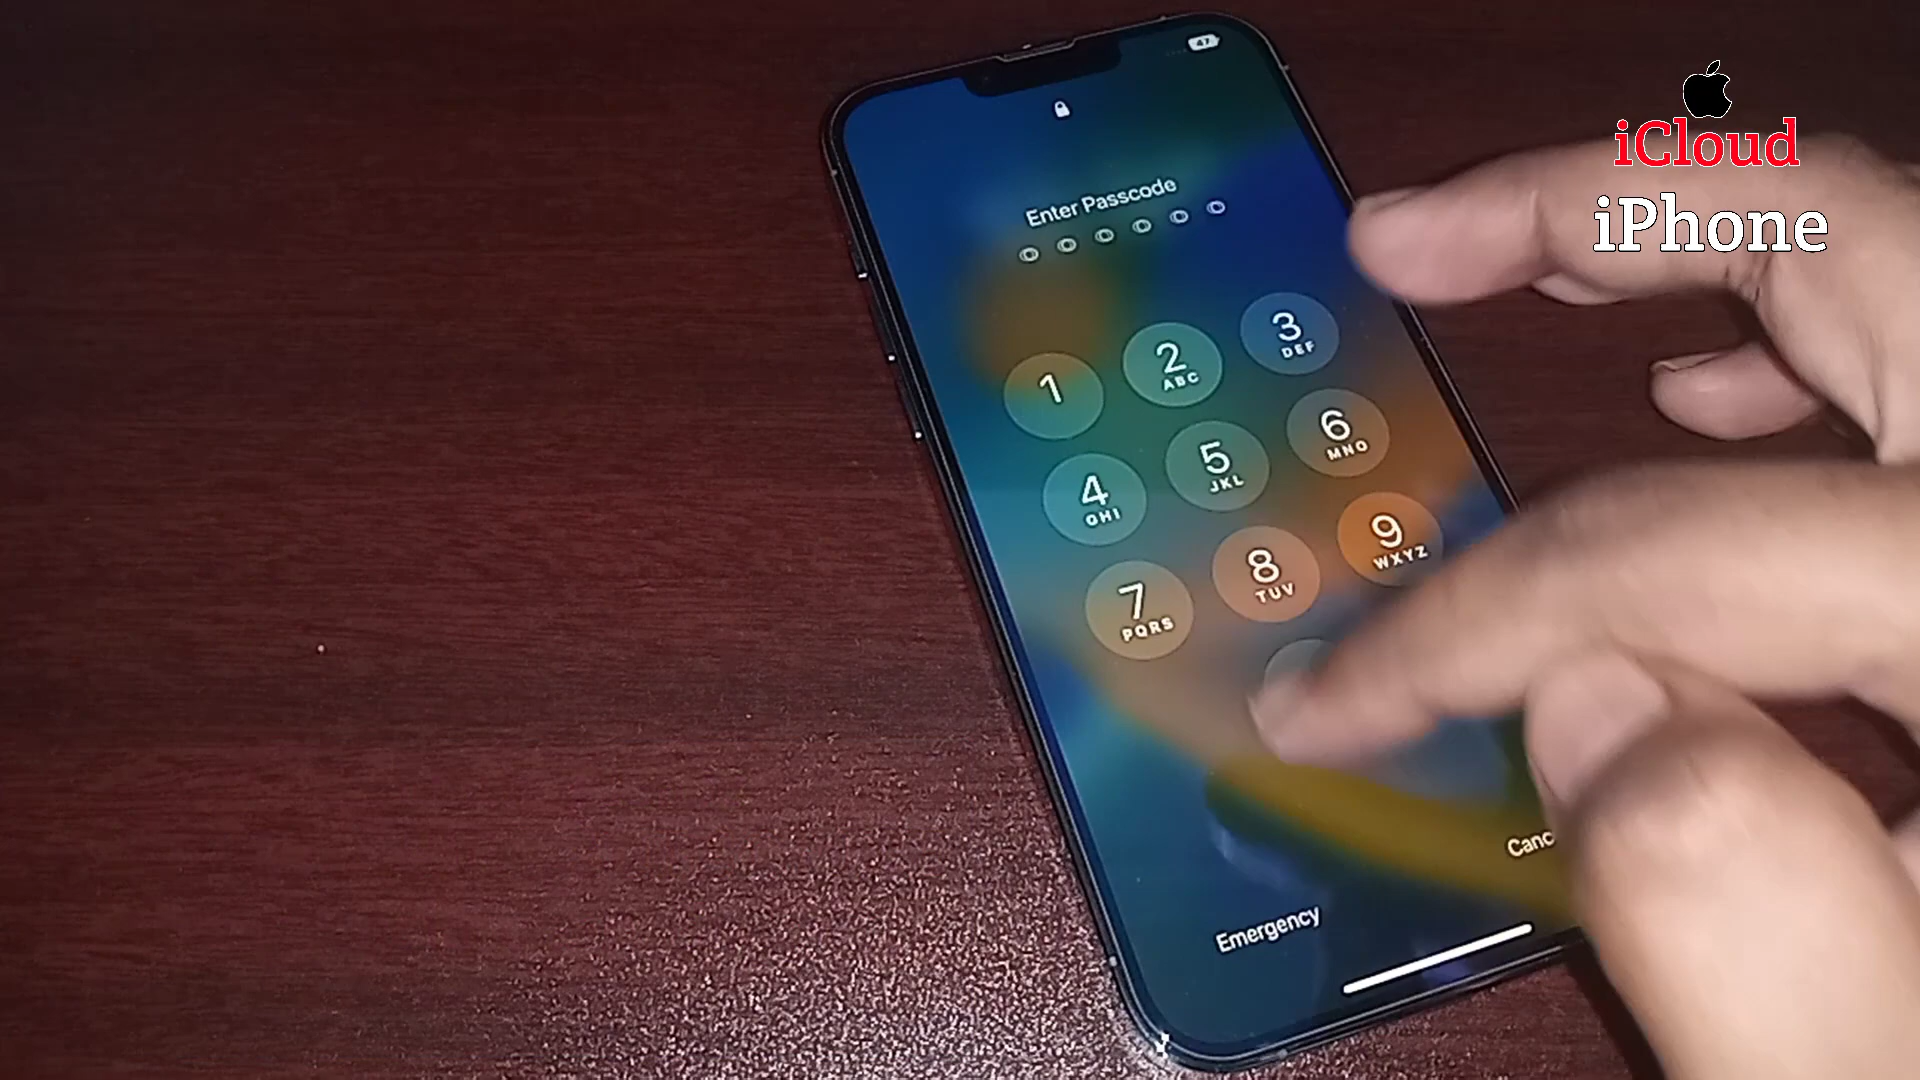 47
iCloud
iPhone
Enter Passcode
1
2
ABC
3
DEF
4
GHI
5
JKL
6
MNO
7
PQRS
8
TUV
9
WXYZ
Emergency